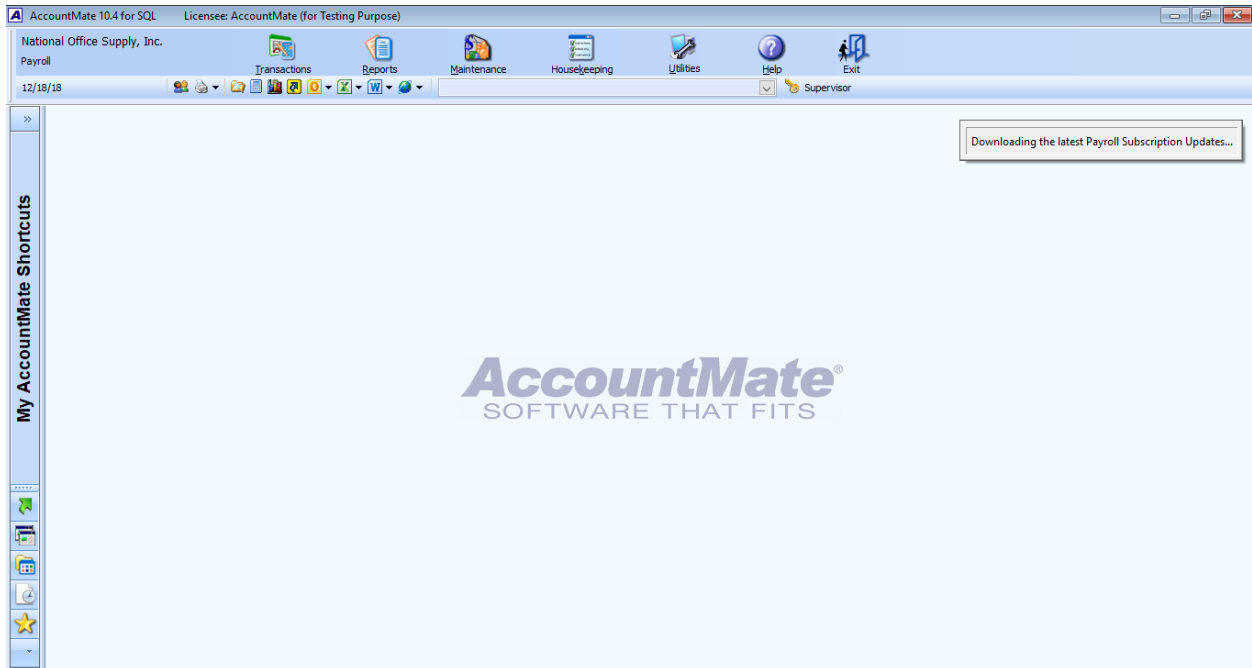 AccountMate 10.4 for SQL Licensee: AccountMate (for Testing Purpose)
National Office Supply, Inc.
Payroll
Transactions Reports Maintenance Housekeeping Utilities Help Exit
12/18/18 Supervisor
Downloading the latest Payroll Subscription Updates...
My AccountMate Shortcuts
AccountMate®
SOFTWARE THAT FITS